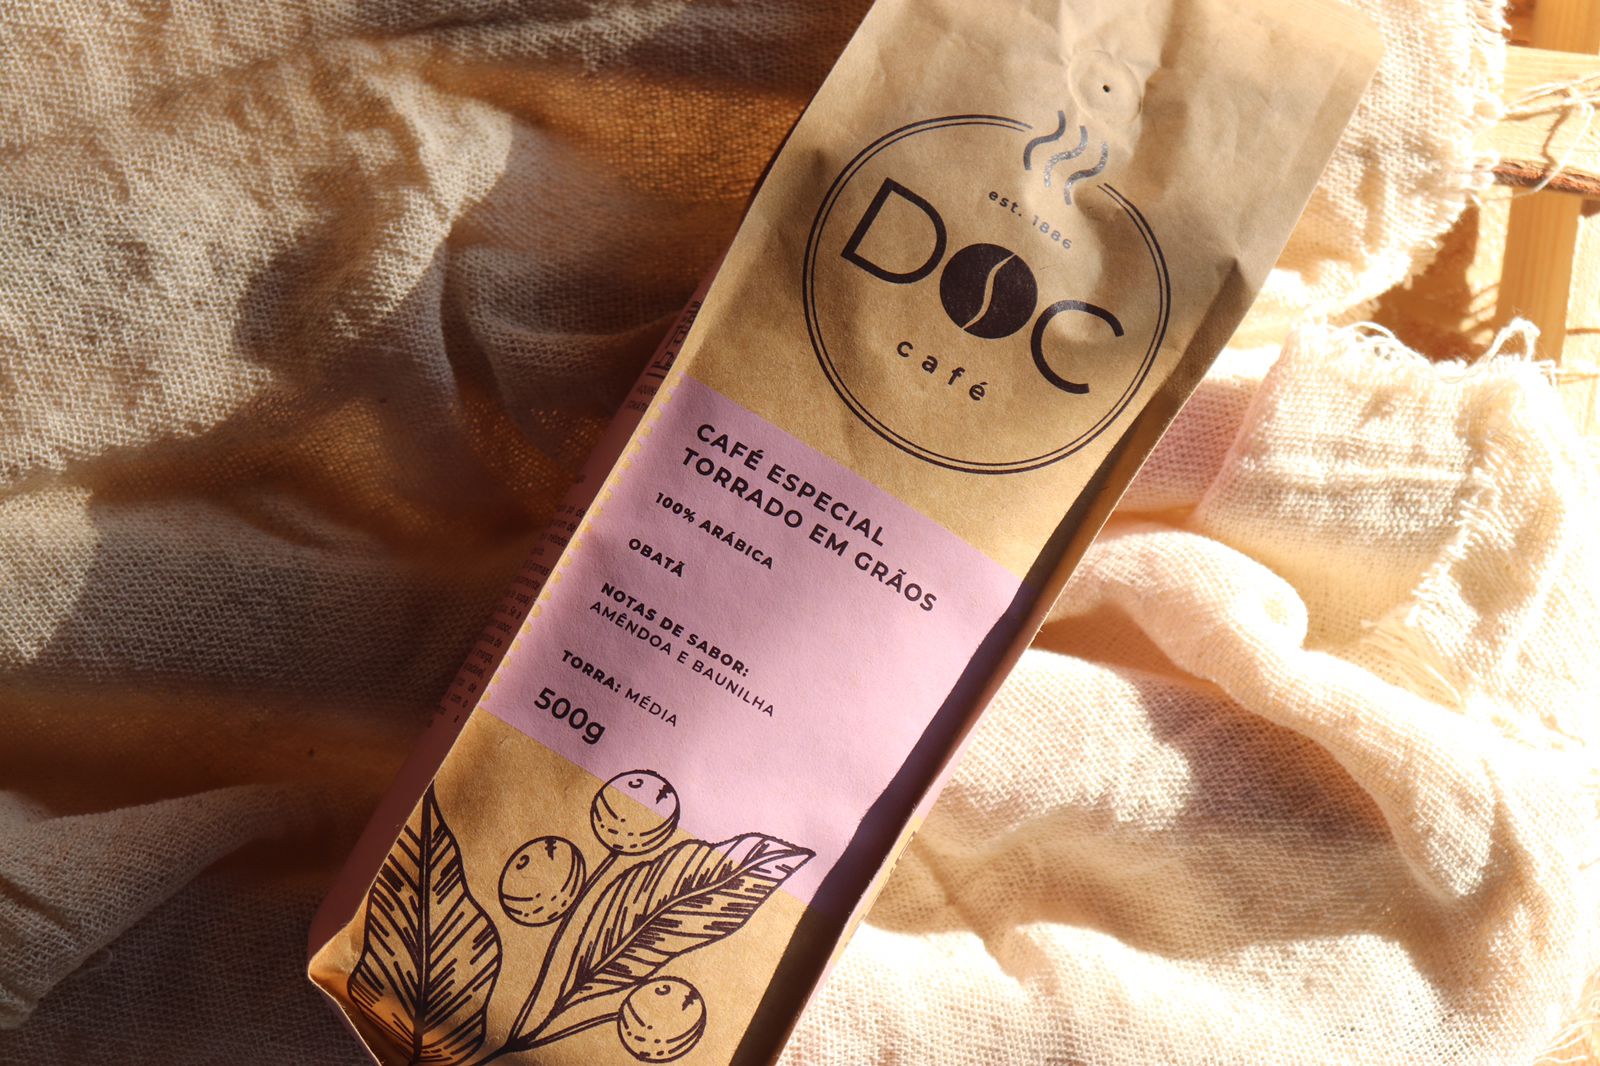 est. 1886
DOC
café
CAFÉ ESPECIAL
TORRADO EM GRÃOS
100% ARÁBICA
OBATÃ
NOTAS DE SABOR:
AMÊNDOA E BAUNILHA
TORRA: MÉDIA
500g